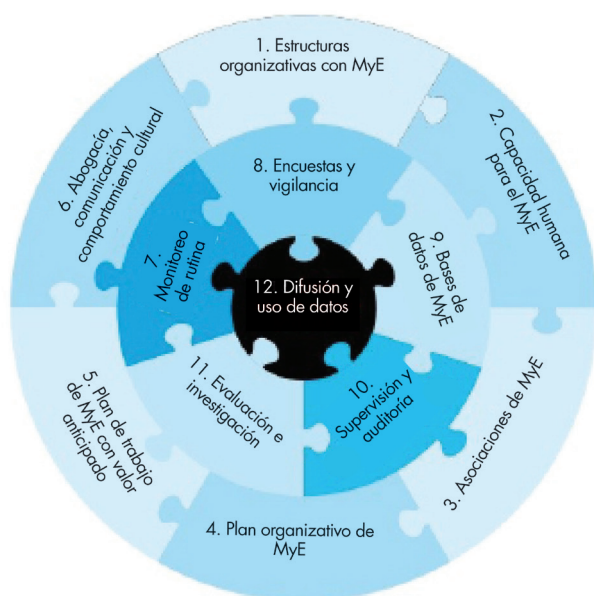 1. Estructuras
organizativas con MyE
2. Capacidad humana
para el MyE
3. Asociaciones de MyE
4. Plan organizativo de
MyE
5. Plan de trabajo
de MyE con valor
anticipado
6. Abogacía,
comunicación y
comportamiento cultural
7.
Monitoreo
de rutina
8. Encuestas y
vigilancia
9. Bases de
datos de MyE
10.
Supervisión y
auditoría
11. Evaluación e
investigación
12. Difusión y
uso de datos